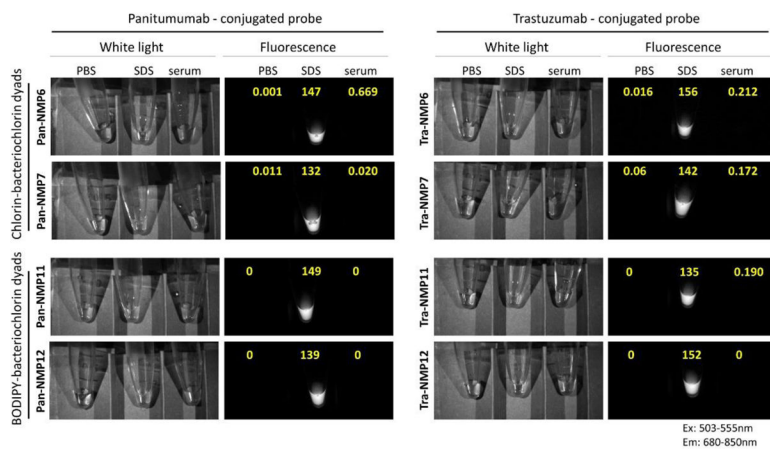 Panitumumab - conjugated probe
White light Fluorescence
PBS SDS serum PBS SDS serum
Chlorin-bacteriochlorin dyads
Pan-NMP6
0.001 147 0.669
Pan-NMP7
0.011 132 0.020
BODIPY-bacteriochlorin dyads
Pan-NMP11
0 149 0
Pan-NMP12
0 139 0
Trastuzumab - conjugated probe
White light Fluorescence
PBS SDS serum PBS SDS serum
Tra-NMP6
0.016 156 0.212
Tra-NMP7
0.06 142 0.172
Tra-NMP11
0 135 0.190
Tra-NMP12
0 152 0
Ex: 503-555nm
Em: 680-850nm